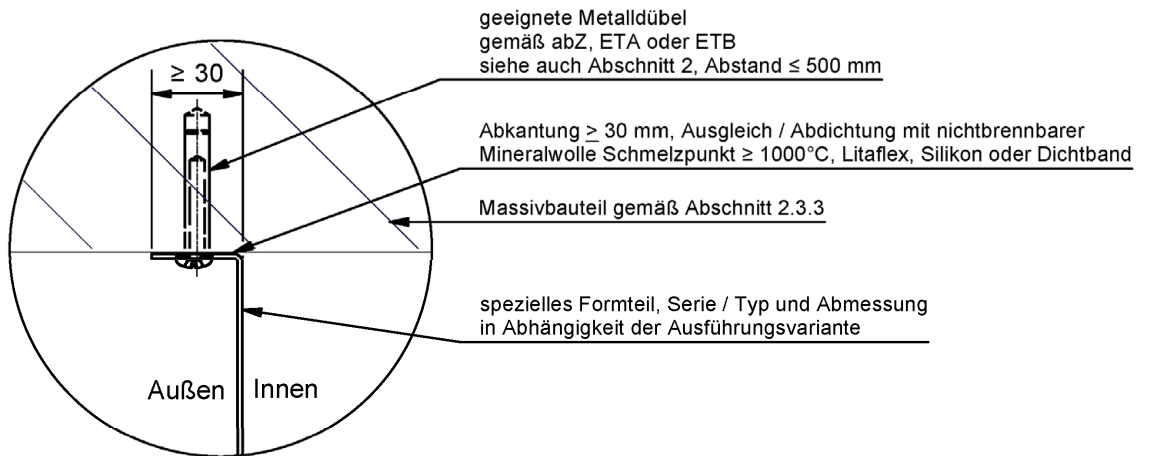 geeignete Metalldübel
gemäß abZ, ETA oder ETB
siehe auch Abschnitt 2, Abstand ≤ 500 mm
≥ 30
Abkantung ≥ 30 mm, Ausgleich / Abdichtung mit nichtbrennbarer
Mineralwolle Schmelzpunkt ≥ 1000°C, Litaflex, Silikon oder Dichtband
Massivbauteil gemäß Abschnitt 2.3.3
spezielles Formteil, Serie / Typ und Abmessung
in Abhängigkeit der Ausführungsvariante
Außen Innen